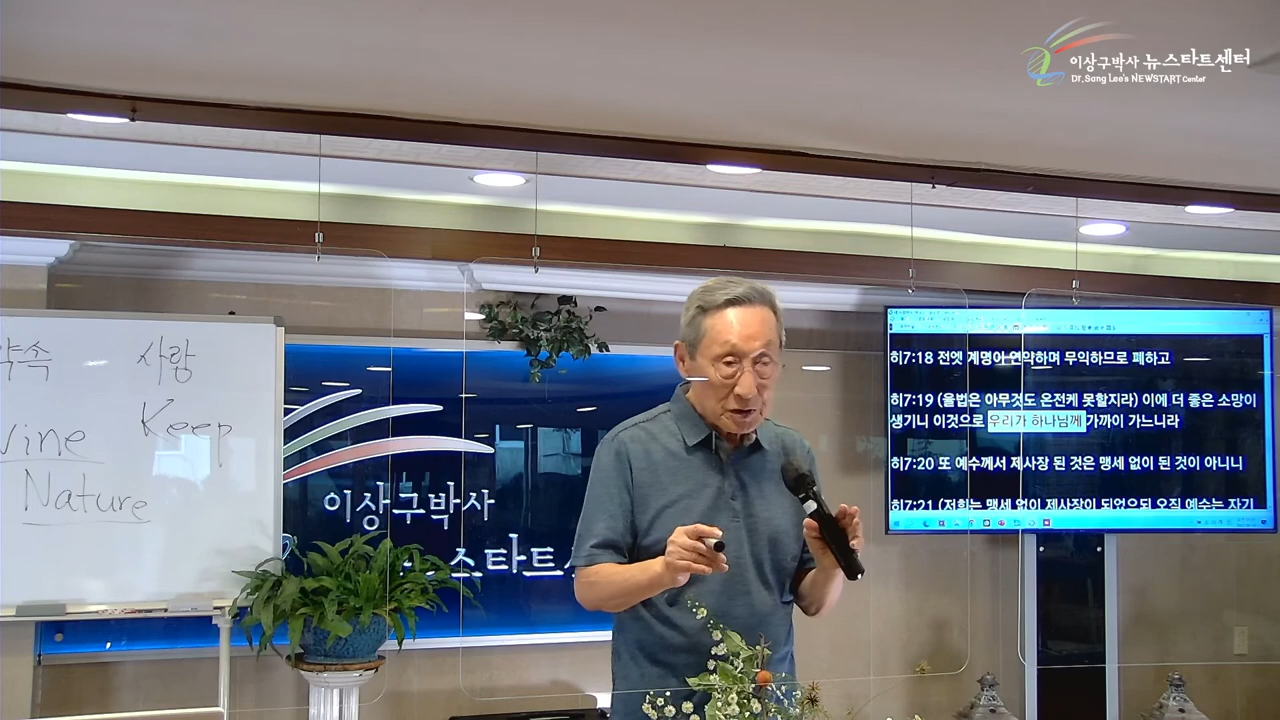 이상구박사 뉴스타트센터
Dr. Sang Lee's NEWSTART Center
약속 사람
vine Keep
Nature
이상구박사
스타트
히7:18 전엣 계명이 연약하며 무익하므로 폐하고
히7:19 (율법은 아무것도 온전케 못할지라) 이에 더 좋은 소망이
생기니 이것으로 우리가 하나님께 가까이 가느니라
히7:20 또 예수께서 제사장 된 것은 맹세 없이 된 것이 아니니
히7:21 (저희는 맹세 없이 제사장이 되었으되 오직 예수는 자기